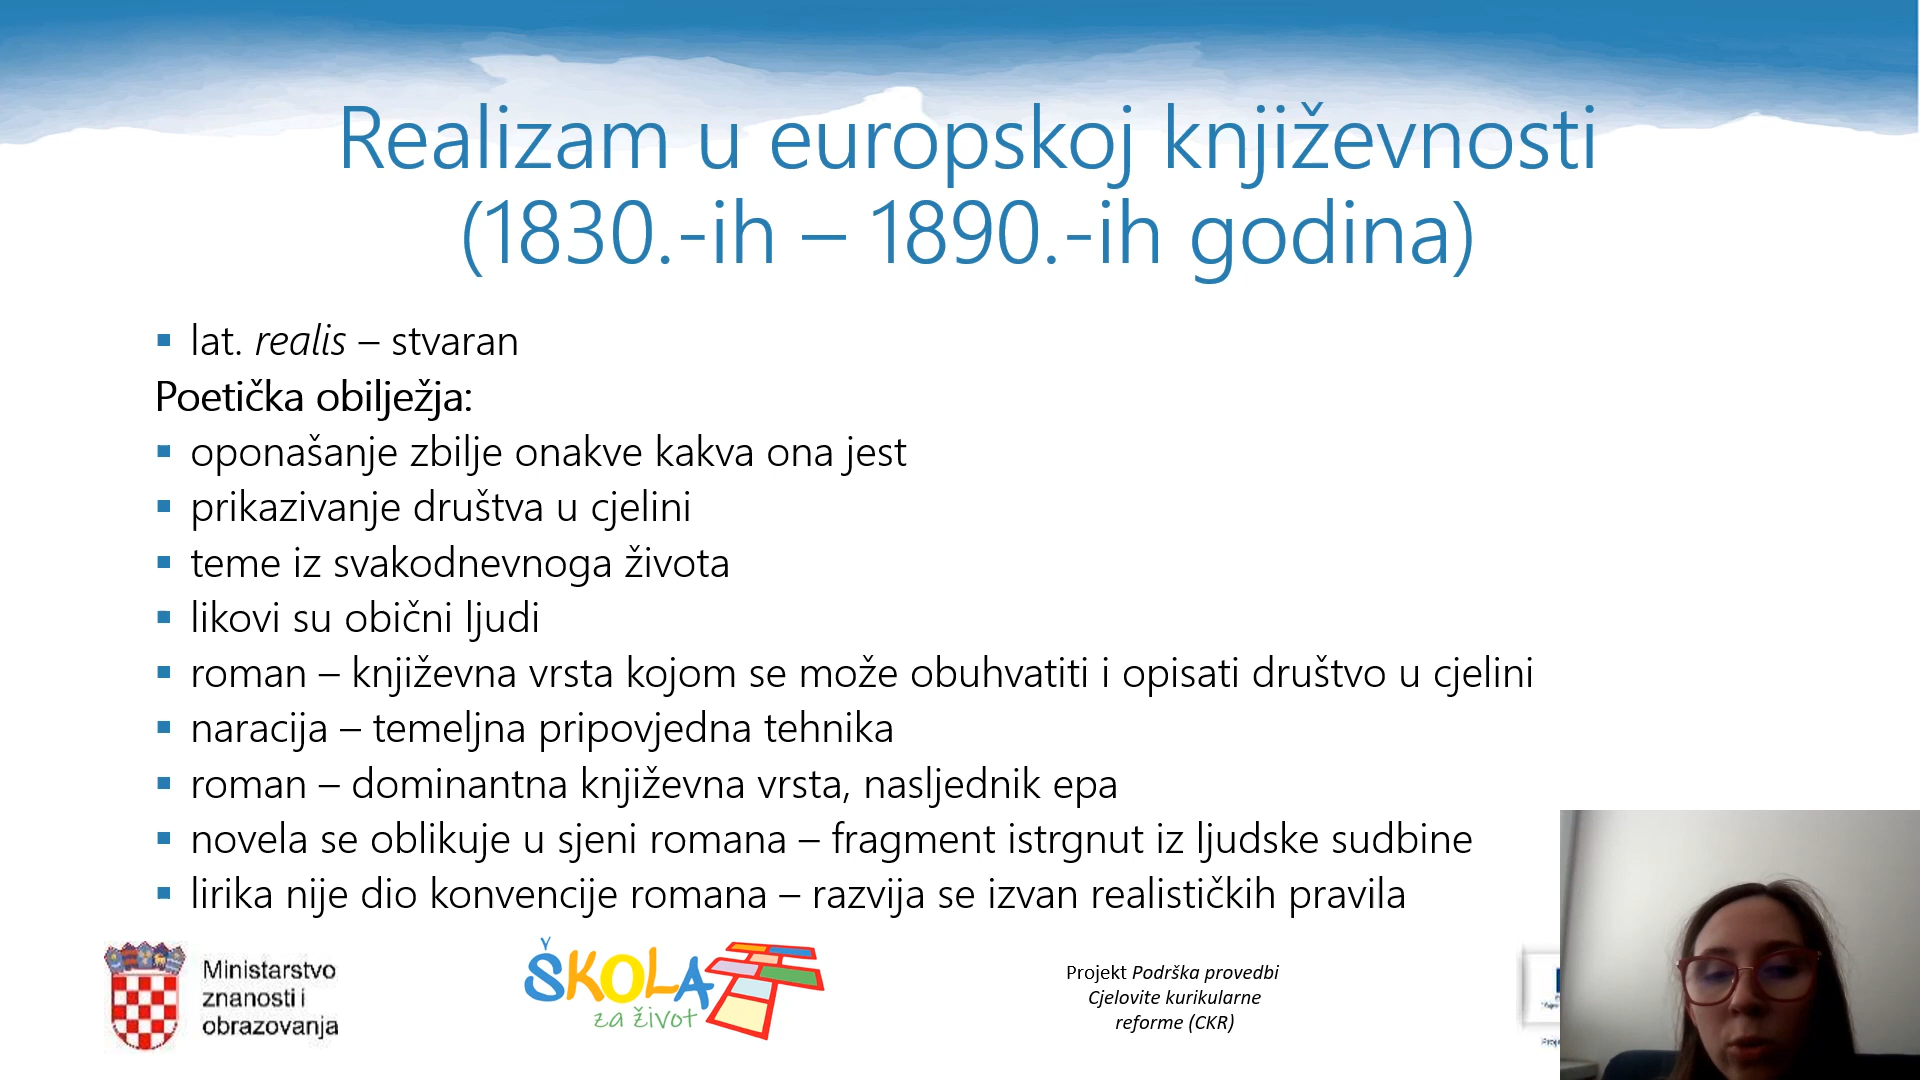 Realizam u europskoj književnosti
(1830.-ih – 1890.-ih godina)
lat. realis – stvaran
Poetička obilježja:
oponašanje zbilje onakve kakva ona jest
prikazivanje društva u cjelini
teme iz svakodnevnoga života
likovi su obični ljudi
roman – književna vrsta kojom se može obuhvatiti i opisati društvo u cjelini
naracija – temeljna pripovjedna tehnika
roman – dominantna književna vrsta, nasljednik epa
novela se oblikuje u sjeni romana – fragment istrgnut iz ljudske sudbine
lirika nije dio konvencije romana – razvija se izvan realističkih pravila
Ministarstvo
znanosti i
obrazovanja
ŠKOLA
za život
Projekt Podrška provedbi
Cjelovite kurikularne
reforme (CKR)